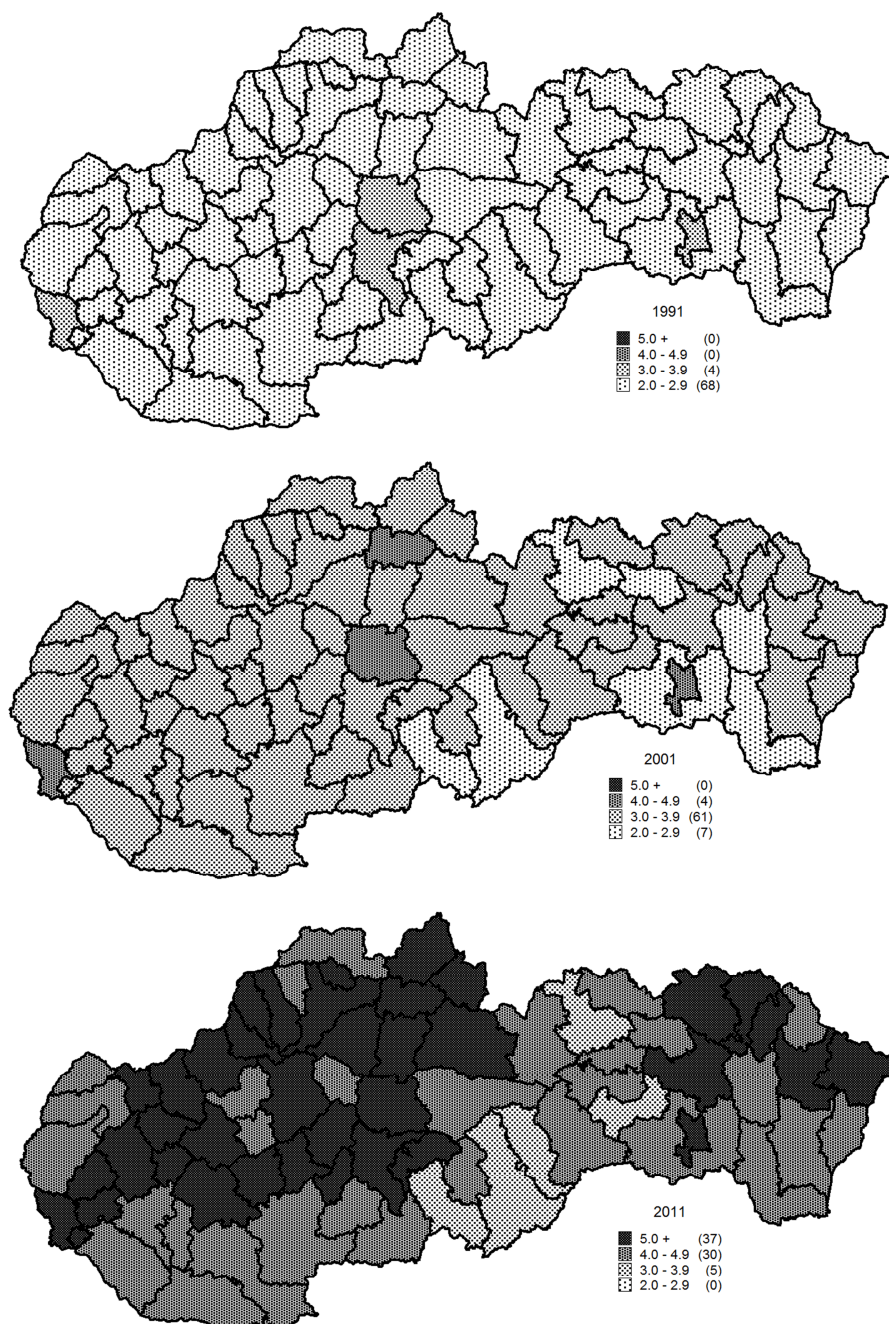 1991
5.0 + (0)
4.0 - 4.9 (0)
3.0 - 3.9 (4)
2.0 - 2.9 (68)
2001
5.0 + (0)
4.0 - 4.9 (4)
3.0 - 3.9 (61)
2.0 - 2.9 (7)
2011
5.0 + (37)
4.0 - 4.9 (30)
3.0 - 3.9 (5)
2.0 - 2.9 (0)